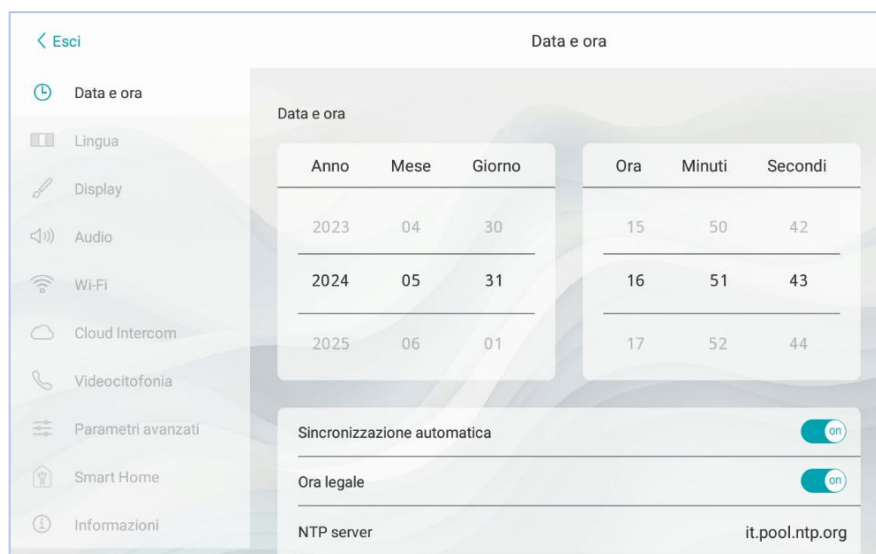 Esci
Data e ora
Data e ora
Lingua
Display
Audio
Wi-Fi
Cloud Intercom
Videocitofonia
Parametri avanzati
Smart Home
Informazioni
Data e ora
Anno Mese Giorno
2023 04 30
2024 05 31
2025 06 01
Ora Minuti Secondi
15 50 42
16 51 43
17 52 44
Sincronizzazione automatica on
Ora legale on
NTP server it.pool.ntp.org